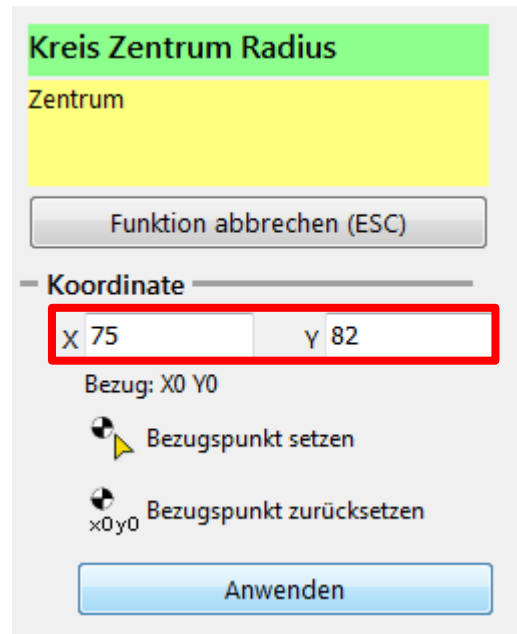 Kreis Zentrum Radius
Zentrum
Funktion abbrechen (ESC)
Koordinate
X 75 Y 82
Bezug: X0 Y0
Bezugspunkt setzen
x0y0 Bezugspunkt zurücksetzen
Anwenden